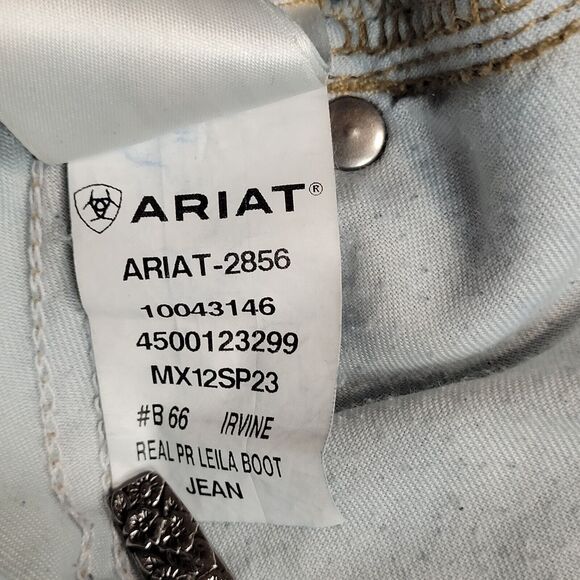 ARIAT®
ARIAT-2856
10043146
4500123299
MX12SP23
#B 66 IRVINE
REAL PR LEILA BOOT
JEAN